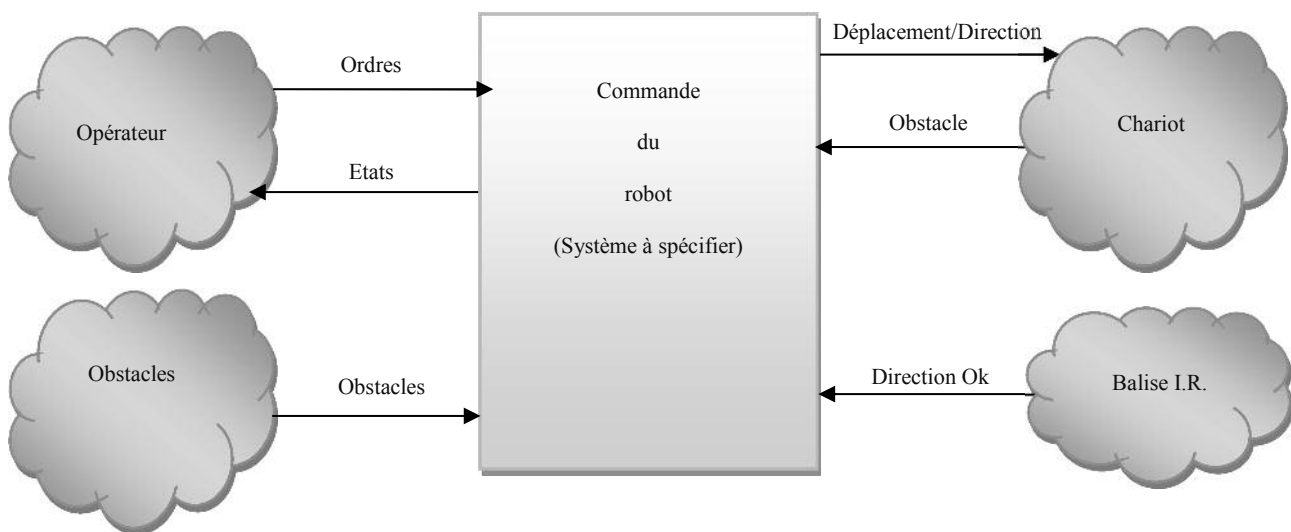 Opérateur
Ordres
Etats
Obstacles
Obstacles
Commande
du
robot
(Système à spécifier)
Déplacement/Direction
Obstacle
Chariot
Direction Ok
Balise I.R.